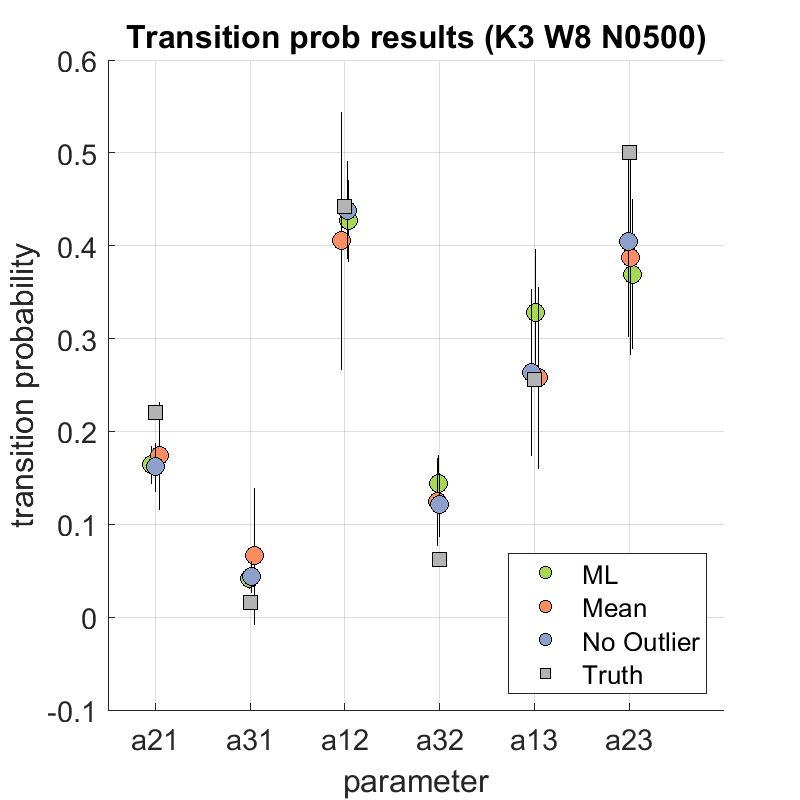 Transition prob results (K3 W8 N0500)
transition probability
0.6
0.5
0.4
0.3
0.2
0.1
0
-0.1
a21 a31 a12 a32 a13 a23
parameter
ML
Mean
No Outlier
Truth